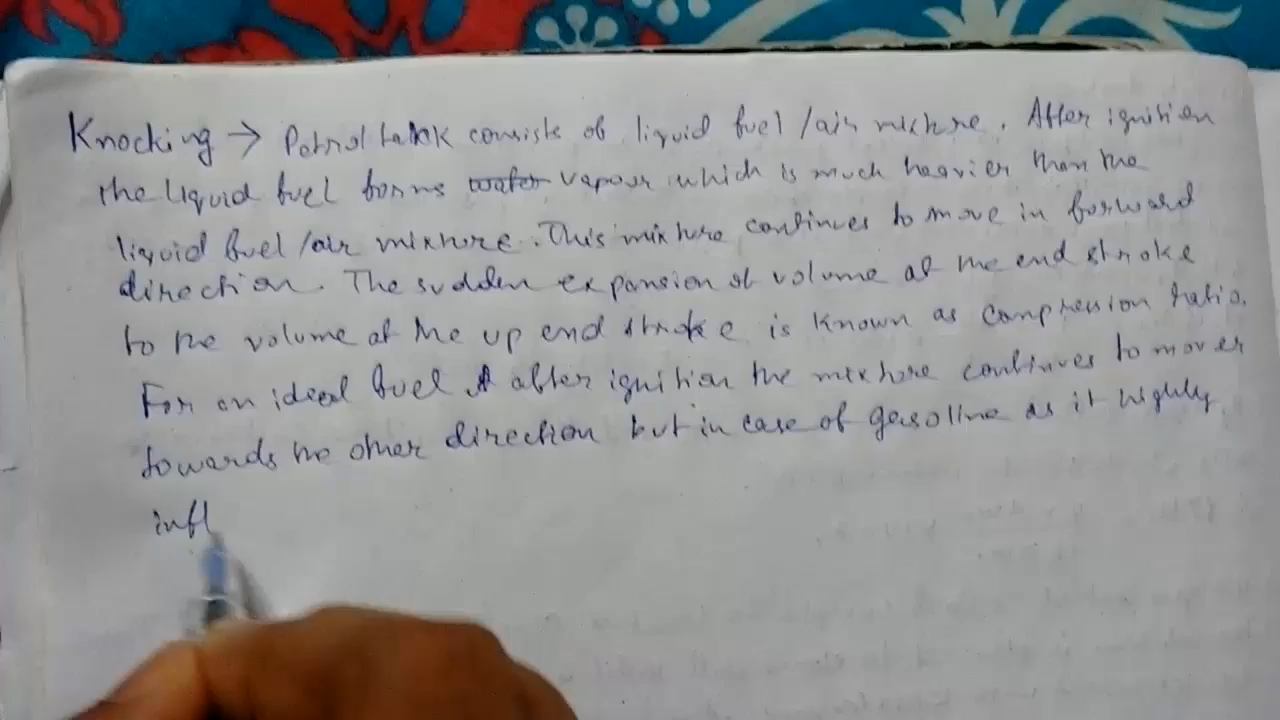 Knocking → Petrol tank consists of liquid fuel /air mixture. After ignition
the liquid fuel forms water vapour which is much heavier than the
liquid fuel /air mixture. This mixture continues to move in forward
direction. The sudden expansion of volume at the end stroke
to the volume at the up end stroke is known as compression ratio.
For an ideal fuel after ignition the mixture continues to mover
towards the other direction but in case of gasoline as it highly
infl